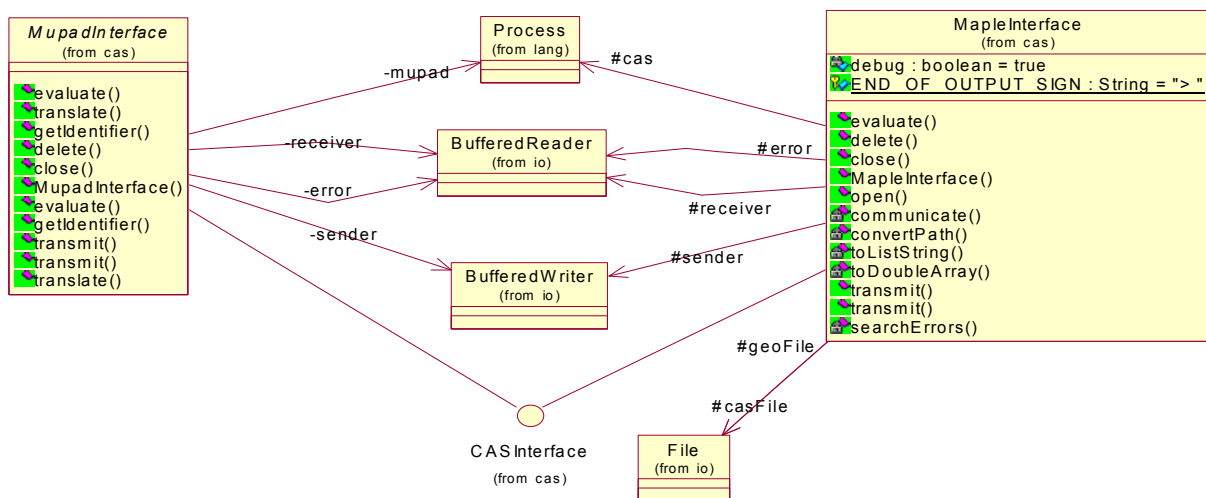 MupadInterface
(from cas)
evaluate()
translate()
getIdentifier()
delete()
close()
MupadInterface()
evaluate()
getIdentifier()
transmit()
transmit()
translate()
Process
(from lang)
-mupad
#cas
-receiver
BufferedReader
(from io)
#error
-error
#receiver
-sender
BufferedWriter
(from io)
#sender
MapleInterface
(from cas)
debug : boolean = true
END_OF_OUTPUT_SIGN : String = "> "
evaluate()
delete()
close()
MapleInterface()
open()
communicate()
convertPath()
toListString()
toDoubleArray()
transmit()
transmit()
searchErrors()
#geoFile
#casFile
CASInterface
(from cas)
File
(from io)